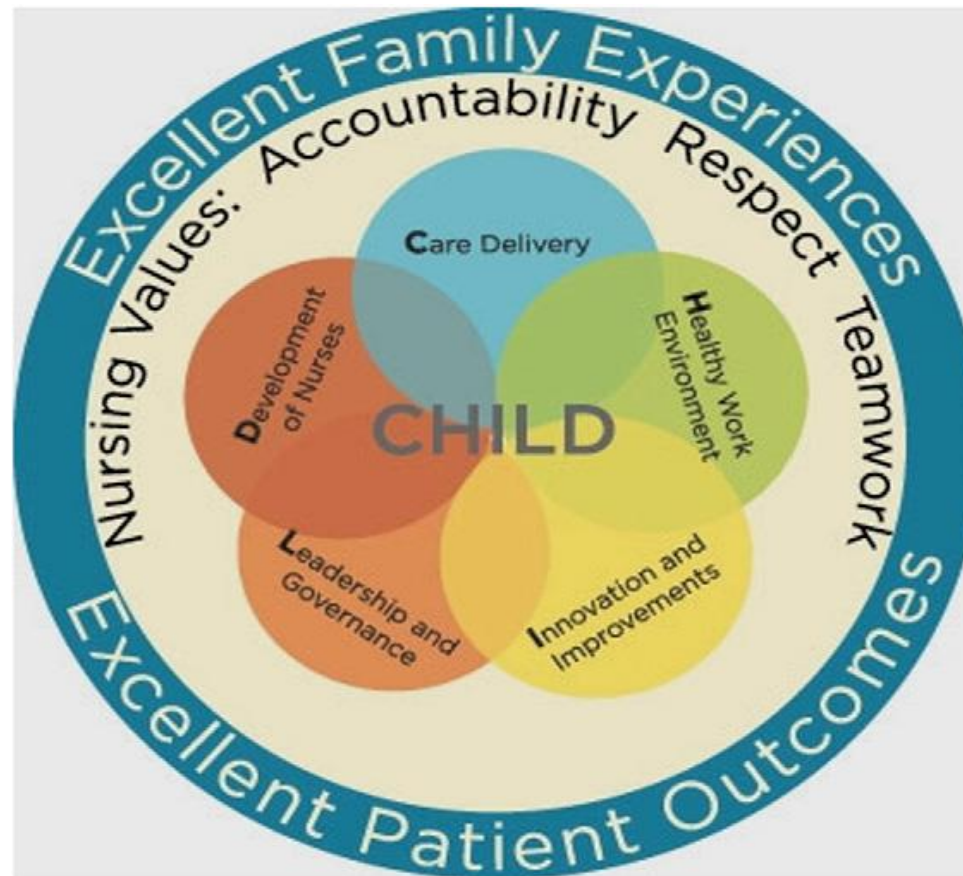 Excellent Family Experiences
Nursing Values: Accountability Respect Teamwork
Care Delivery
Healthy Work
Environment
Development
of Nurses
CHILD
Innovation and
Improvements
Leadership and
Governance
Excellent Patient Outcomes